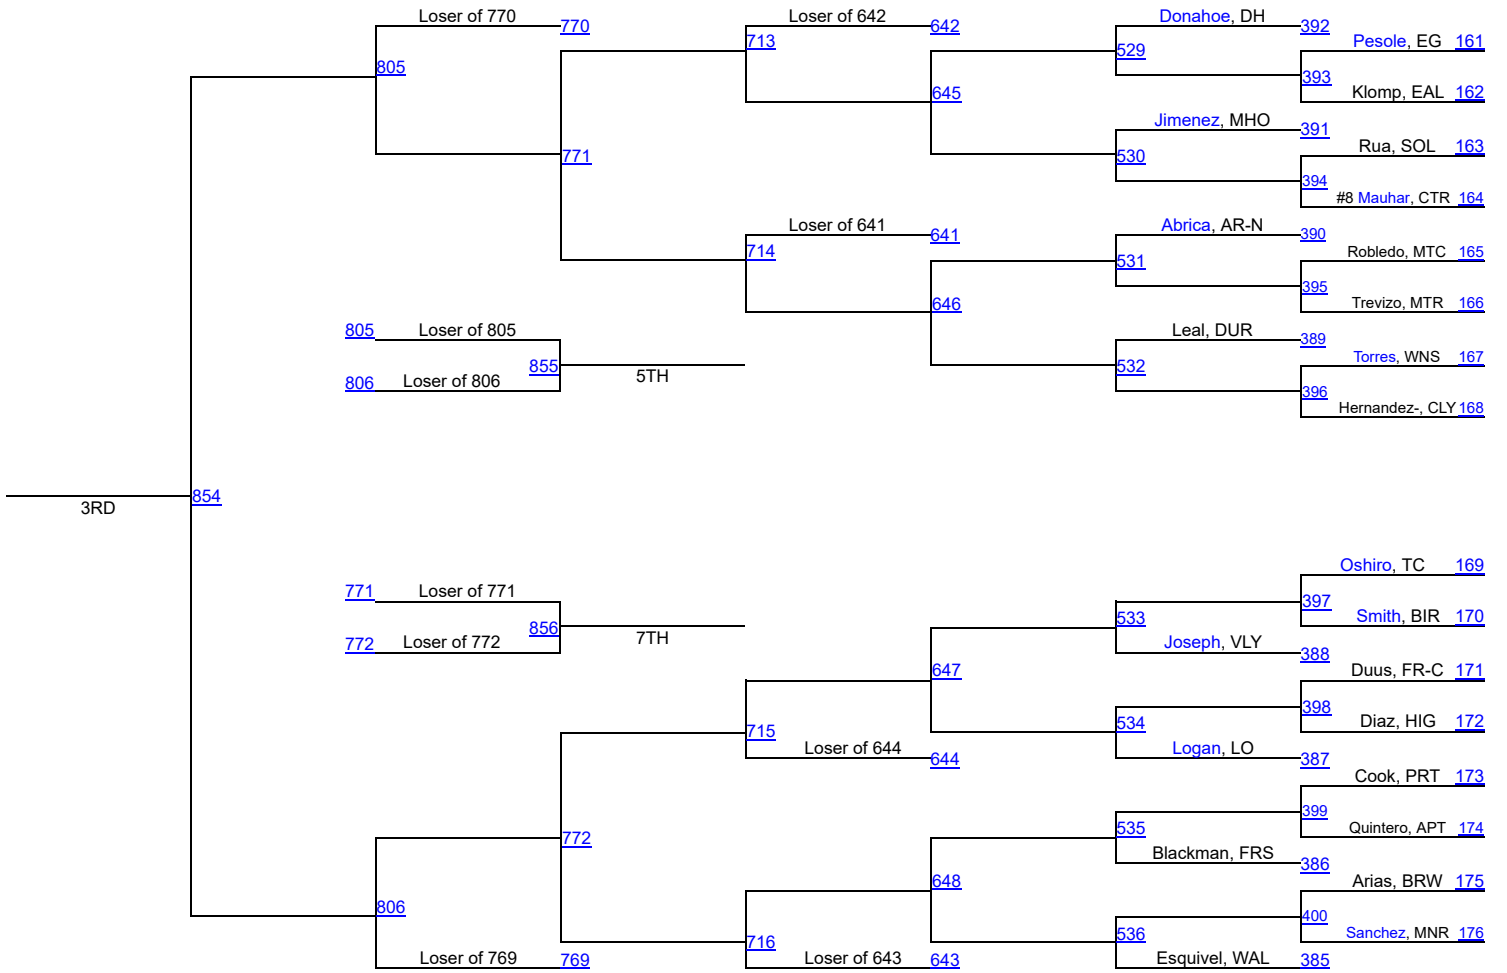 Loser of 770 770 Loser of 642 642 Donahoe, DH 392
713 529 Pesole, EG 161
805 393
645 Klomp, EAL 162
Jimenez, MHO 391
771 530 Rua, SOL 163
394
#8 Mauhar, CTR 164
Loser of 641 641 Abrica, AR-N 390
714 531 Robledo, MTC 165
395
646 Trevizo, MTR 166
805 Loser of 805 Leal, DUR 389
855 532 Torres, WNS 167
806 Loser of 806 5TH 396
Hernandez-, CLY 168
854
3RD
Oshiro, TC 169
771 Loser of 771 397
856 533 Smith, BIR 170
772 Loser of 772 7TH Joseph, VLY 388
647 Duus, FR-C 171
398
715 534 Diaz, HIG 172
Loser of 644 644 Logan, LO 387
Cook, PRT 173
399
772 535 Quintero, APT 174
Blackman, FRS 386
648 Arias, BRW 175
806 400
716 536 Sanchez, MNR 176
Loser of 769 769 Loser of 643 643 Esquivel, WAL 385